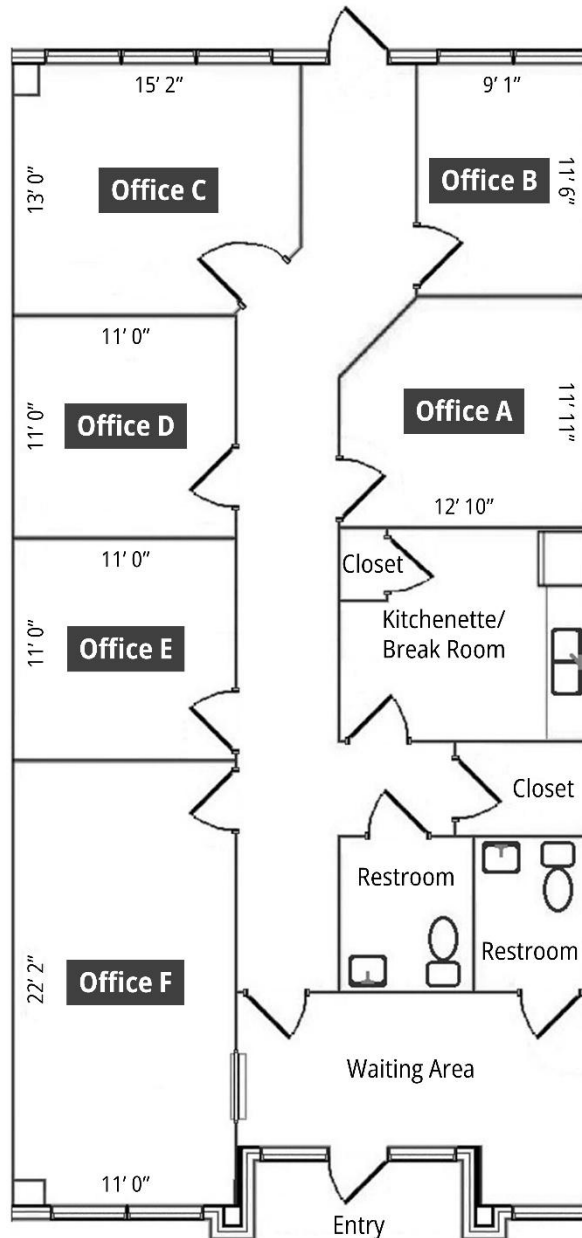 15' 2”
9' 1”
13' 0”
Office C
Office B
11' 6”
11' 0”
11' 0”
Office D
Office A
11' 11”
12' 10”
11' 0”
Closet
11' 0”
Office E
Kitchenette/
Break Room
Closet
Restroom
Restroom
22' 2”
Office F
Waiting Area
11' 0”
Entry